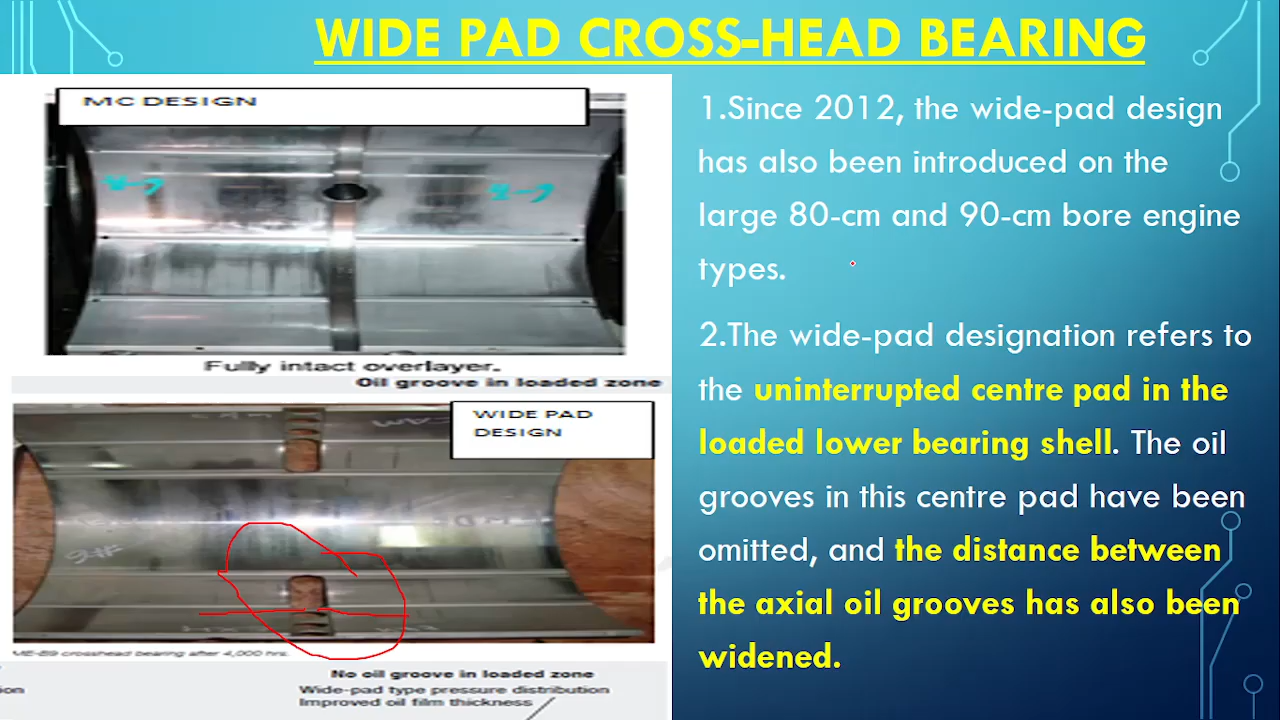 WIDE PAD CROSS-HEAD BEARING
MC DESIGN
Fully intact overlayer.
Oil groove in loaded zone
WIDE PAD
DESIGN
ME-B9 crosshead bearing after 4,000 hrs.
No oil groove in loaded zone
Wide-pad type pressure distribution
Improved oil film thickness
1.Since 2012, the wide-pad design
has also been introduced on the
large 80-cm and 90-cm bore engine
types.
2.The wide-pad designation refers to
the uninterrupted centre pad in the
loaded lower bearing shell. The oil
grooves in this centre pad have been
omitted, and the distance between
the axial oil grooves has also been
widened.